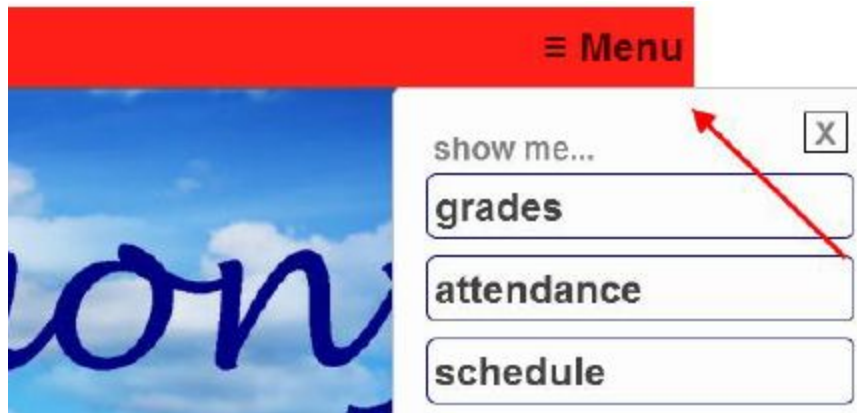 ≡ Menu
show me...
X
grades
attendance
schedule